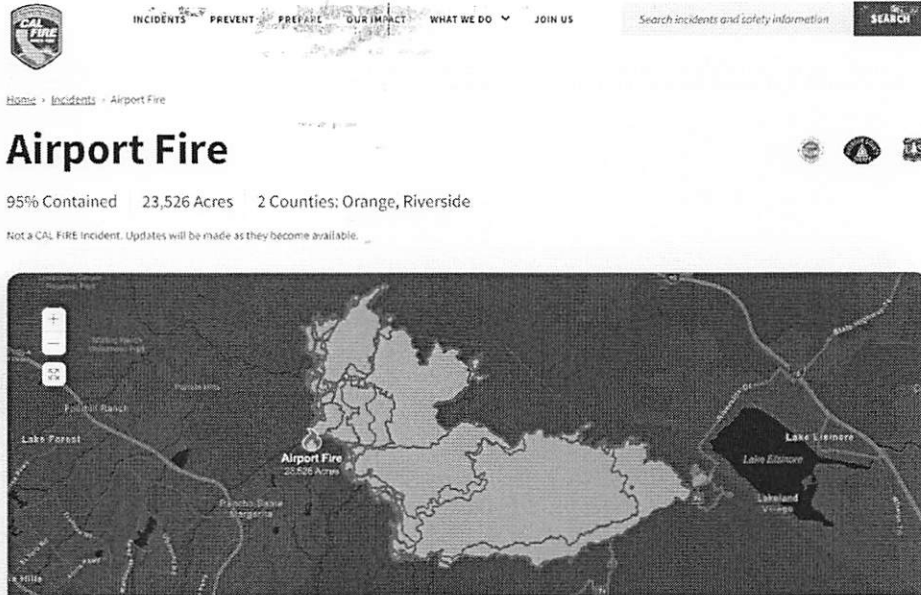 CAL FIRE
INCIDENTS PREVENT PREPARE OUR IMPACT WHAT WE DO JOIN US
Search incidents and safety information SEARCH
Home › Incidents › Airport Fire
Airport Fire
95% Contained 23,526 Acres 2 Counties: Orange, Riverside
Not a CAL FIRE Incident. Updates will be made as they become available.
+
−
Foothill Ranch
Lake Forest
Airport Fire
23,526 Acres
Rancho Santa Margarita
Lake Elsinore
Lake Elsinore
Lakeland Village